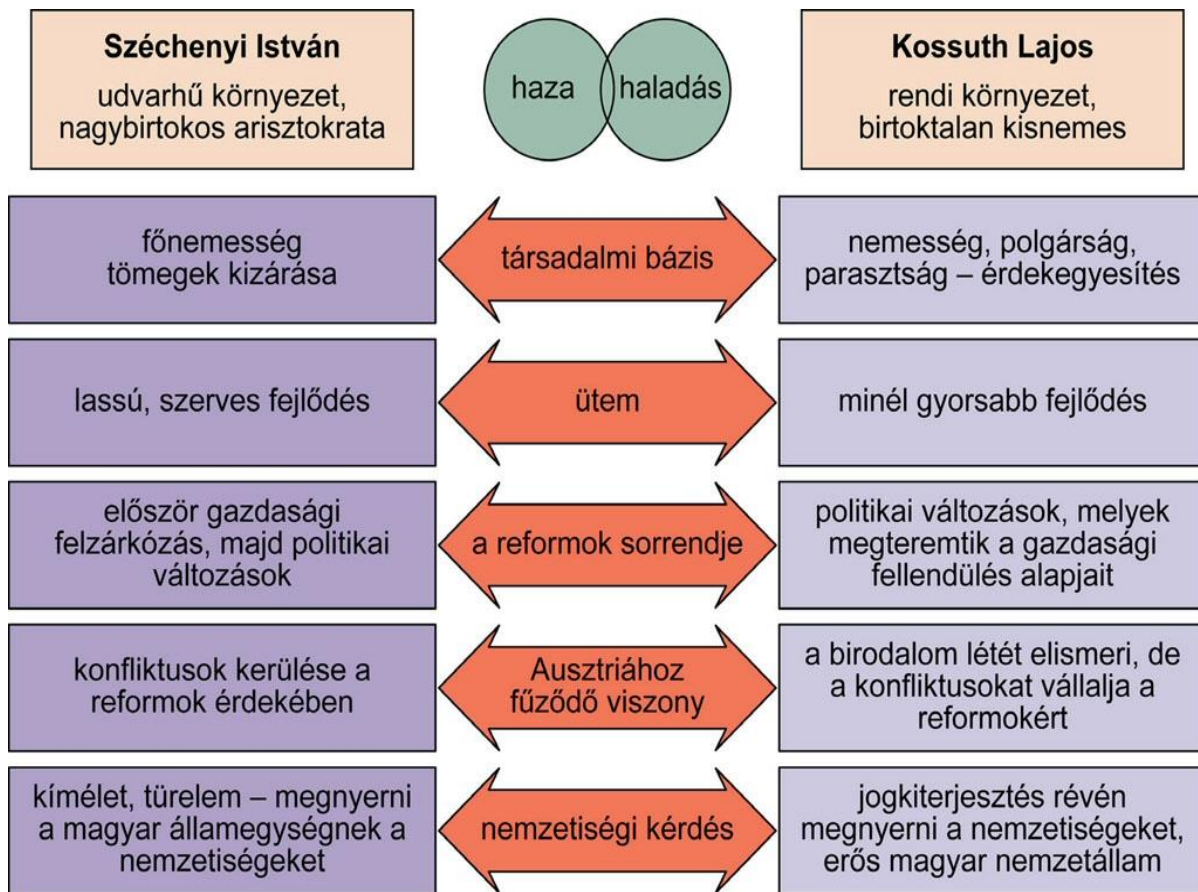 Széchenyi István
udvarhű környezet,
nagybirtokos arisztokrata
haza
haladás
Kossuth Lajos
rendi környezet,
birtoktalan kisnemes
főnemesség
tömegek kizárása
társadalmi bázis
nemesség, polgárság,
parasztság – érdekegyesítés
lassú, szerves fejlődés
ütem
minél gyorsabb fejlődés
először gazdasági
felzárkózás, majd politikai
változások
a reformok sorrendje
politikai változások, melyek
megteremtik a gazdasági
fellendülés alapjait
konfliktusok kerülése a
reformok érdekében
Ausztriához
fűződő viszony
a birodalom létét elismeri, de
a konfliktusokat vállalja a
reformokért
kímélet, türelem – megnyerni
a magyar államegységnek a
nemzetiségeket
nemzetiségi kérdés
jogkiterjesztés révén
megnyerni a nemzetiségeket,
erős magyar nemzetállam